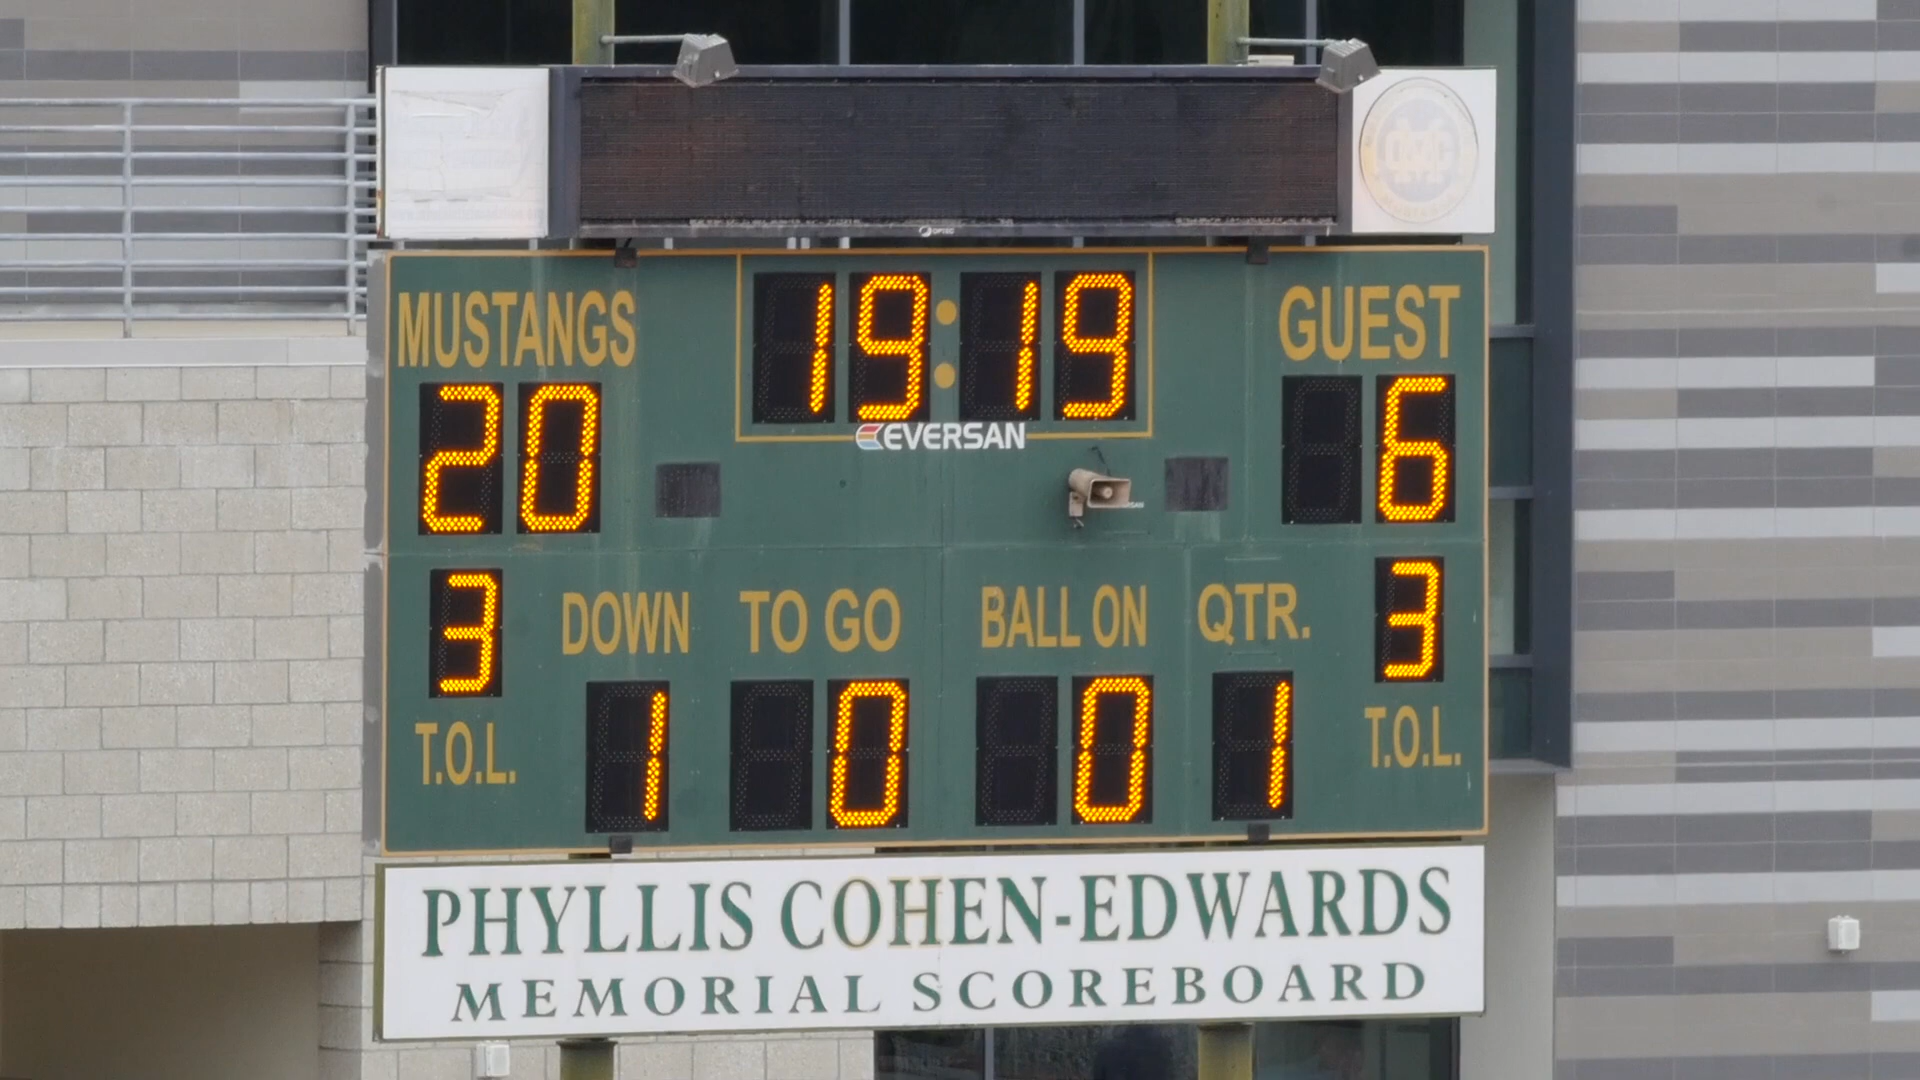 OPTEC
MUSTANGS
19:19
GUEST
20
6
EVERSAN
3
3
DOWN
TO GO
BALL ON
QTR.
T.O.L.
T.O.L.
1
0
0
1
PHYLLIS COHEN-EDWARDS
MEMORIAL SCOREBOARD